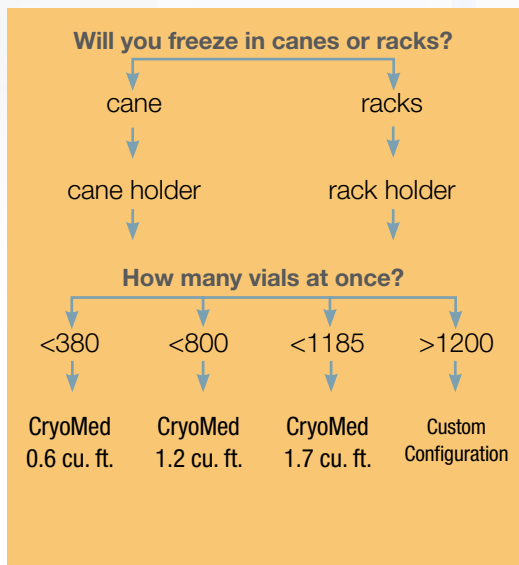 Will you freeze in canes or racks?
cane racks
cane holder rack holder
How many vials at once?
<380 <800 <1185 >1200
CryoMed CryoMed CryoMed Custom
0.6 cu. ft. 1.2 cu. ft. 1.7 cu. ft. Configuration